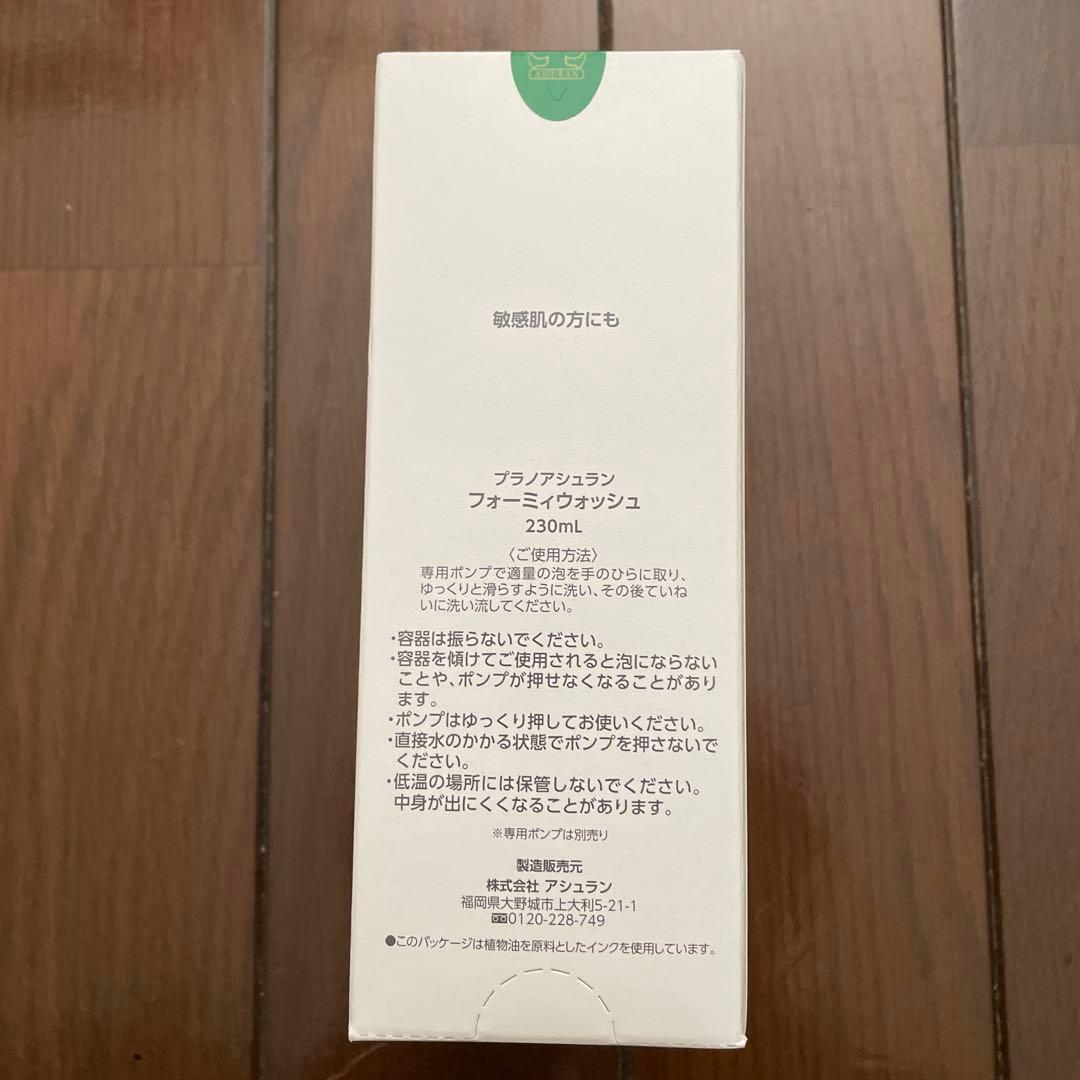 ASSURAN
敏感肌の方にも
プラノアシュラン
フォーミィウォッシュ
230mL
〈ご使用方法〉
専用ポンプで適量の泡を手のひらに取り、
ゆっくりと滑らすように洗い、その後ていね
いに洗い流してください。
・容器は振らないでください。
・容器を傾けてご使用されると泡にならない
ことや、ポンプが押せなくなることがあり
ます。
・ポンプはゆっくり押してお使いください。
・直接水のかかる状態でポンプを押さないで
ください。
・低温の場所には保管しないでください。
中身が出にくくなることがあります。
※専用ポンプは別売り
製造販売元
株式会社 アシュラン
福岡県大野城市上大利5-21-1
0120-228-749
●このパッケージは植物油を原料としたインクを使用しています。